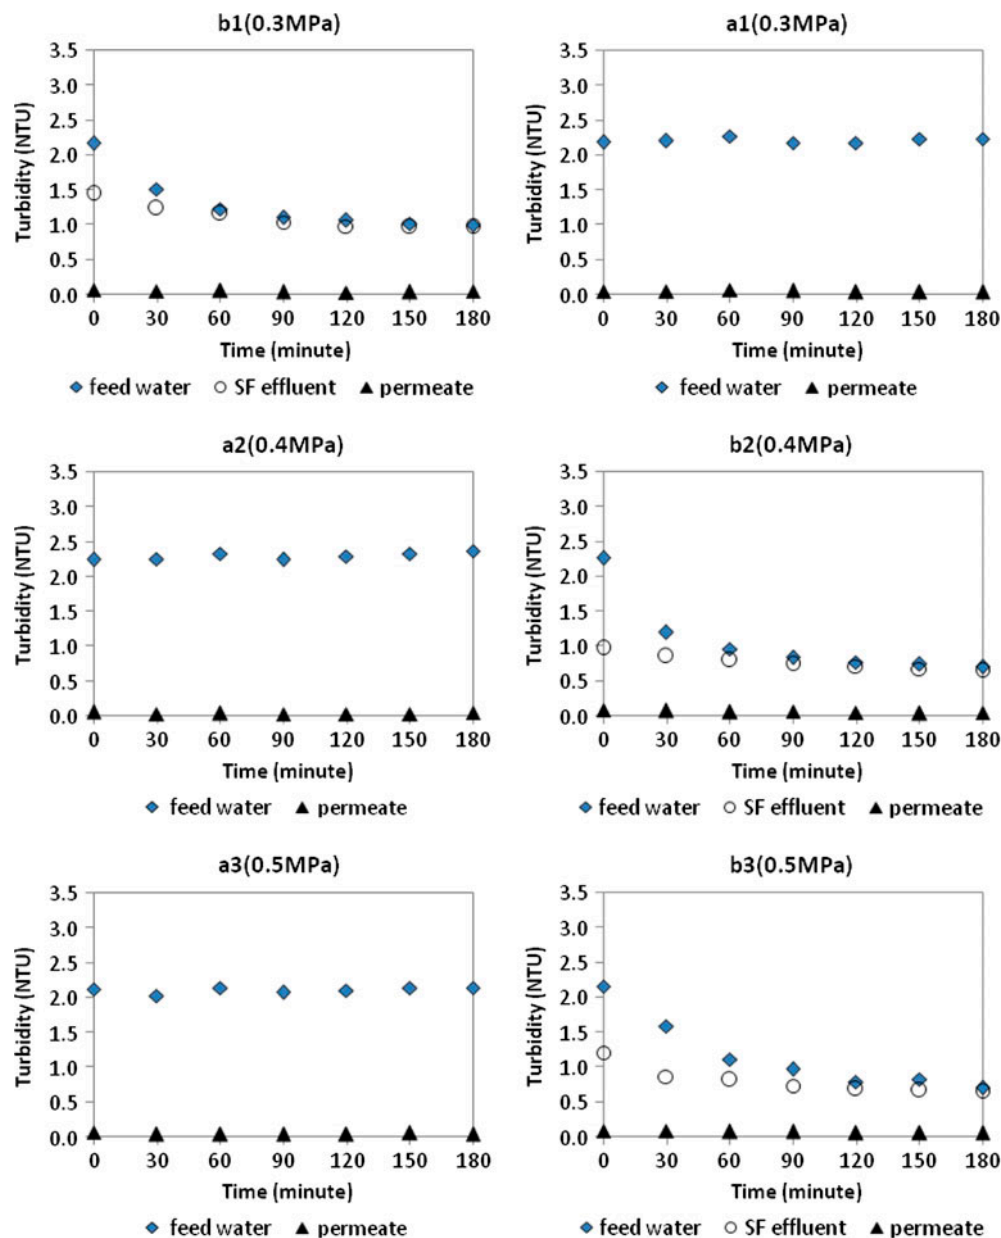 b1(0.3MPa)
3.5
3.0
2.5
2.0
1.5
1.0
0.5
0.0
Turbidity (NTU)
0 30 60 90 120 150 180
Time (minute)
feed water SF effluent permeate
a1(0.3MPa)
3.5
3.0
2.5
2.0
1.5
1.0
0.5
0.0
Turbidity (NTU)
0 30 60 90 120 150 180
Time (minute)
feed water permeate
a2(0.4MPa)
3.5
3.0
2.5
2.0
1.5
1.0
0.5
0.0
Turbidity (NTU)
0 30 60 90 120 150 180
Time (minute)
feed water permeate
b2(0.4MPa)
3.5
3.0
2.5
2.0
1.5
1.0
0.5
0.0
Turbidity (NTU)
0 30 60 90 120 150 180
Time (minute)
feed water SF effluent permeate
a3(0.5MPa)
3.5
3.0
2.5
2.0
1.5
1.0
0.5
0.0
Turbidity (NTU)
0 30 60 90 120 150 180
Time (minute)
feed water permeate
b3(0.5MPa)
3.5
3.0
2.5
2.0
1.5
1.0
0.5
0.0
Turbidity (NTU)
0 30 60 90 120 150 180
Time (minute)
feed water SF effluent permeate